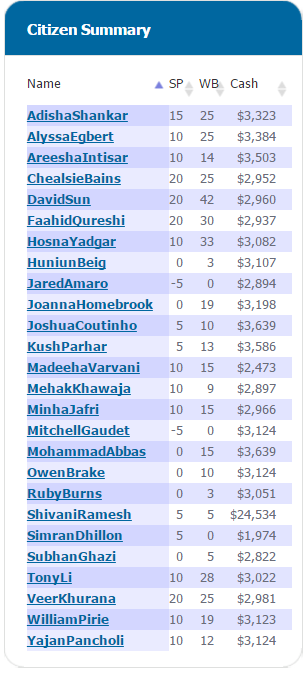 Citizen Summary
Name SP WB Cash
AdishaShankar 15 25 $3,323
AlyssaEgbert 10 25 $3,384
AreeshaIntisar 10 14 $3,503
ChealsieBains 20 25 $2,952
DavidSun 20 42 $2,960
FaahidQureshi 20 30 $2,937
HosnaYadgar 10 33 $3,082
HuniunBeig 0 3 $3,107
JaredAmaro -5 0 $2,894
JoannaHomebrook 0 19 $3,198
JoshuaCoutinho 5 10 $3,639
KushParhar 5 13 $3,586
MadeehaVarvani 10 15 $2,473
MehakKhawaja 10 9 $2,897
MinhaJafri 10 15 $2,966
MitchellGaudet -5 0 $3,124
MohammadAbbas 0 15 $3,639
OwenBrake 0 10 $3,124
RubyBurns 0 3 $3,051
ShivaniRamesh 5 5 $24,534
SimranDhillon 5 0 $1,974
SubhanGhazi 0 5 $2,822
TonyLi 10 28 $3,022
VeerKhurana 20 25 $2,981
WilliamPirie 10 19 $3,123
YajanPancholi 10 12 $3,124